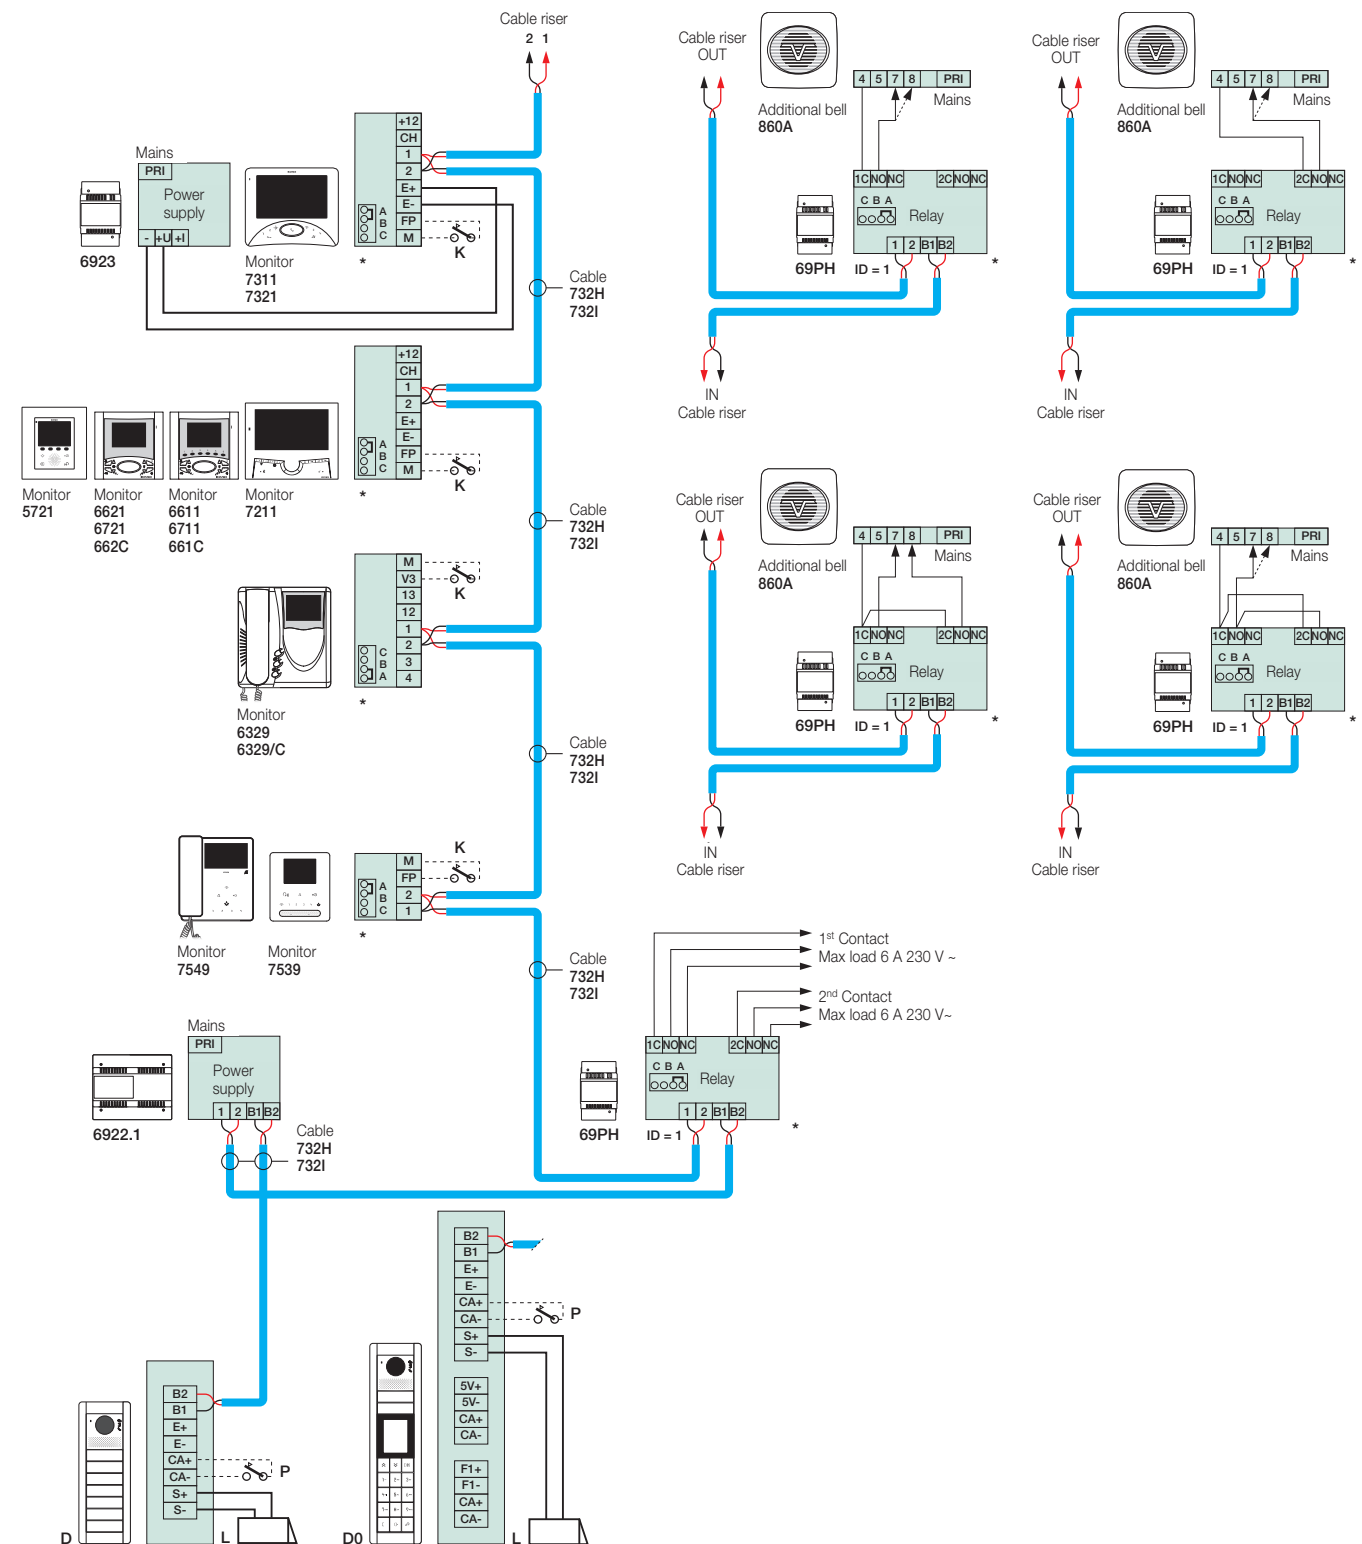 Cable riser
2 1
+12
CH
1
2
E+
E-
FP
M
A
B
C
*
K
Mains
PRI
Power
supply
- +U +I
6923
Monitor
7311
7321
Cable
732H
732I
+12
CH
1
2
E+
E-
FP
M
A
B
C
*
K
Monitor
5721
Monitor
6621
6721
662C
Monitor
6611
6711
661C
Monitor
7211
Cable
732H
732I
M
V3
13
12
1
2
3
4
C
B
A
*
K
Monitor
6329
6329/C
Cable
732H
732I
M
FP
2
1
A
B
C
*
K
Monitor
7549
Monitor
7539
Cable
732H
732I
Mains
PRI
Power
supply
1 2 B1 B2
6922.1
Cable
732H
732I
1st Contact
Max load 6 A 230 V ~
2nd Contact
Max load 6 A 230 V~
1C NO NC 2C NO NC
C B A
Relay
1 2 B1 B2
69PH
ID = 1
*
B2
B1
E+
E-
CA+
CA-
S+
S-
P
D
L
B2
B1
E+
E-
CA+
CA-
S+
S-
5V+
5V-
CA+
CA-
F1+
F1-
CA+
CA-
P
D0
L
Cable riser
OUT
Additional bell
860A
4 5 7 8 PRI
Mains
1C NO NC 2C NO NC
C B A
Relay
1 2 B1 B2
69PH
ID = 1
*
IN
Cable riser
Cable riser
OUT
Additional bell
860A
4 5 7 8 PRI
Mains
1C NO NC 2C NO NC
C B A
Relay
1 2 B1 B2
69PH
ID = 1
*
IN
Cable riser
Cable riser
OUT
Additional bell
860A
4 5 7 8 PRI
Mains
1C NO NC 2C NO NC
C B A
Relay
1 2 B1 B2
69PH
ID = 1
*
IN
Cable riser
Cable riser
OUT
Additional bell
860A
4 5 7 8 PRI
Mains
1C NO NC 2C NO NC
C B A
Relay
1 2 B1 B2
69PH
ID = 1
*
IN
Cable riser